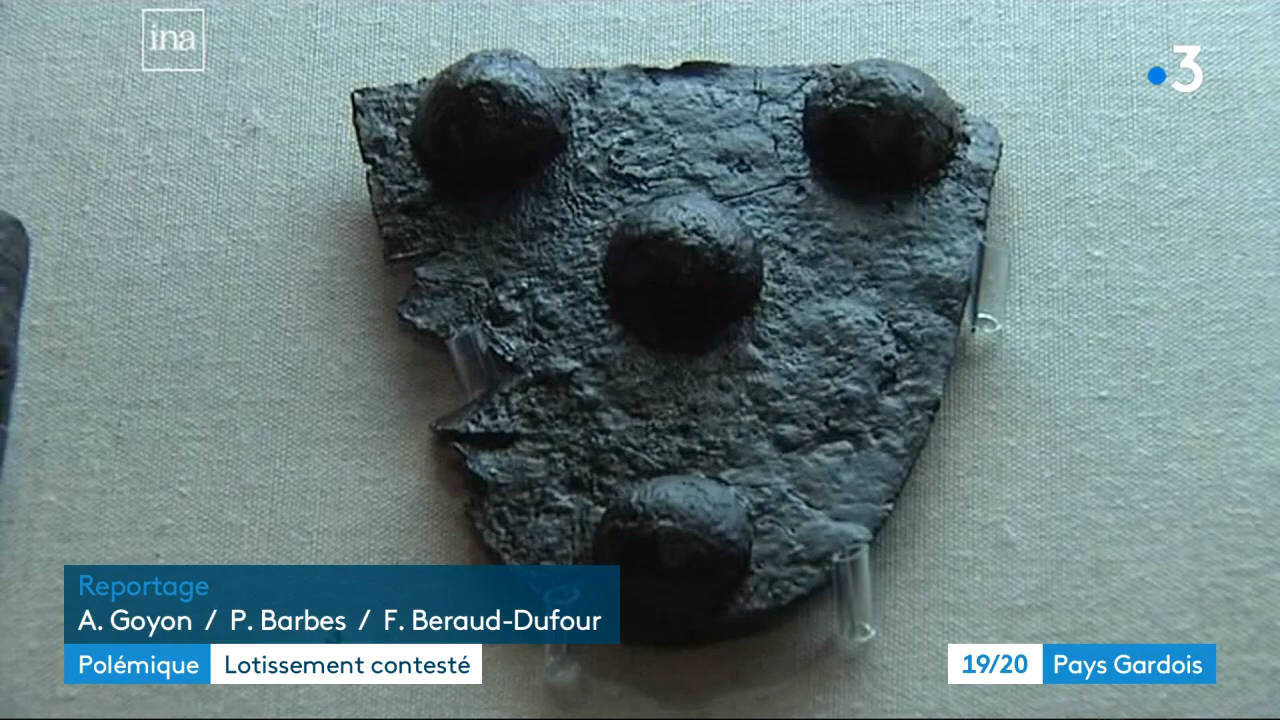 ina
3
Reportage
A. Goyon / P. Barbes / F. Beraud-Dufour
Polémique Lotissement contesté
19/20 Pays Gardois